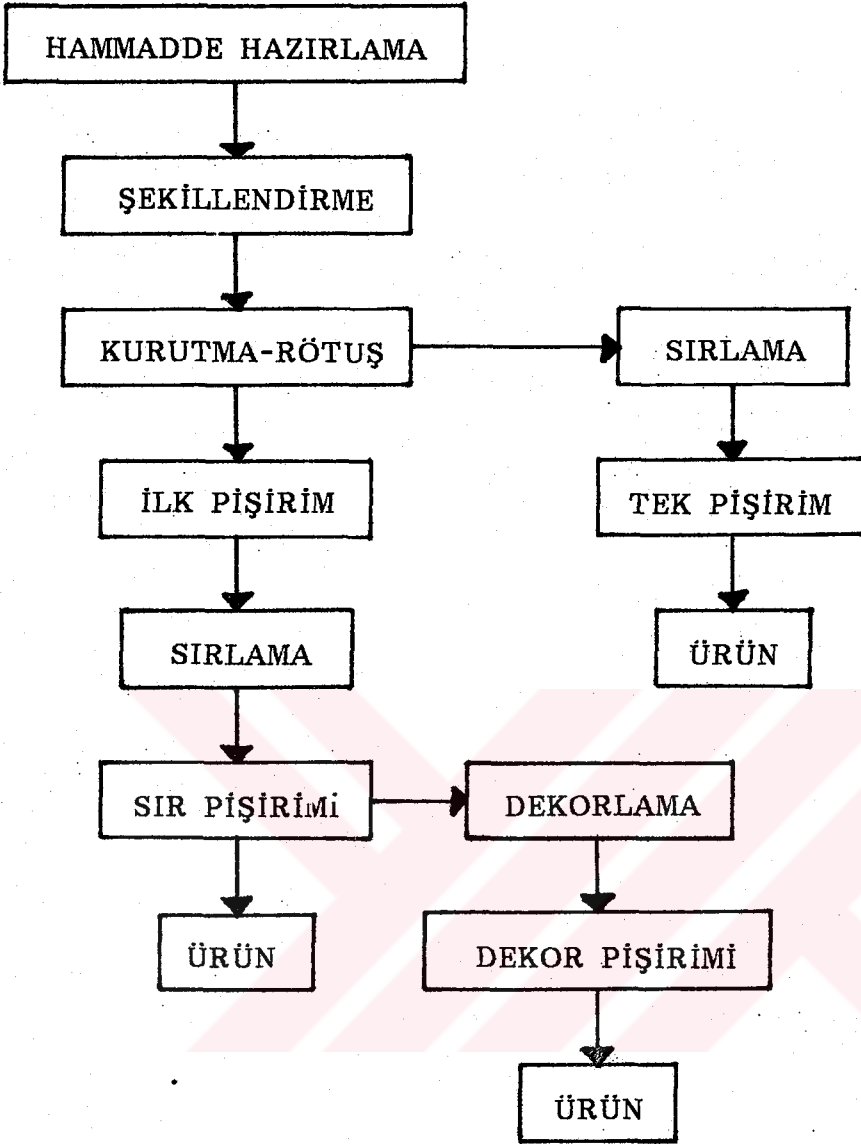 HAMMADDE HAZIRLAMA
ŞEKİLLENDİRME
KURUTMA-RÖTUŞ
SIRLAMA
İLK PİŞİRİM
TEK PİŞİRİM
SIRLAMA
ÜRÜN
SIR PİŞİRİMİ
DEKORLAMA
ÜRÜN
DEKOR PİŞİRİMİ
ÜRÜN